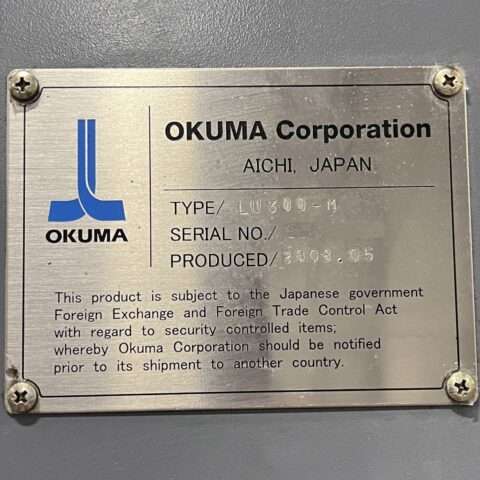 OKUMA
OKUMA Corporation
AICHI, JAPAN
TYPE/ LU300-M
SERIAL NO./
PRODUCED/
This product is subject to the Japanese government
Foreign Exchange and Foreign Trade Control Act
with regard to security controlled items;
whereby Okuma Corporation should be notified
prior to its shipment to another country.